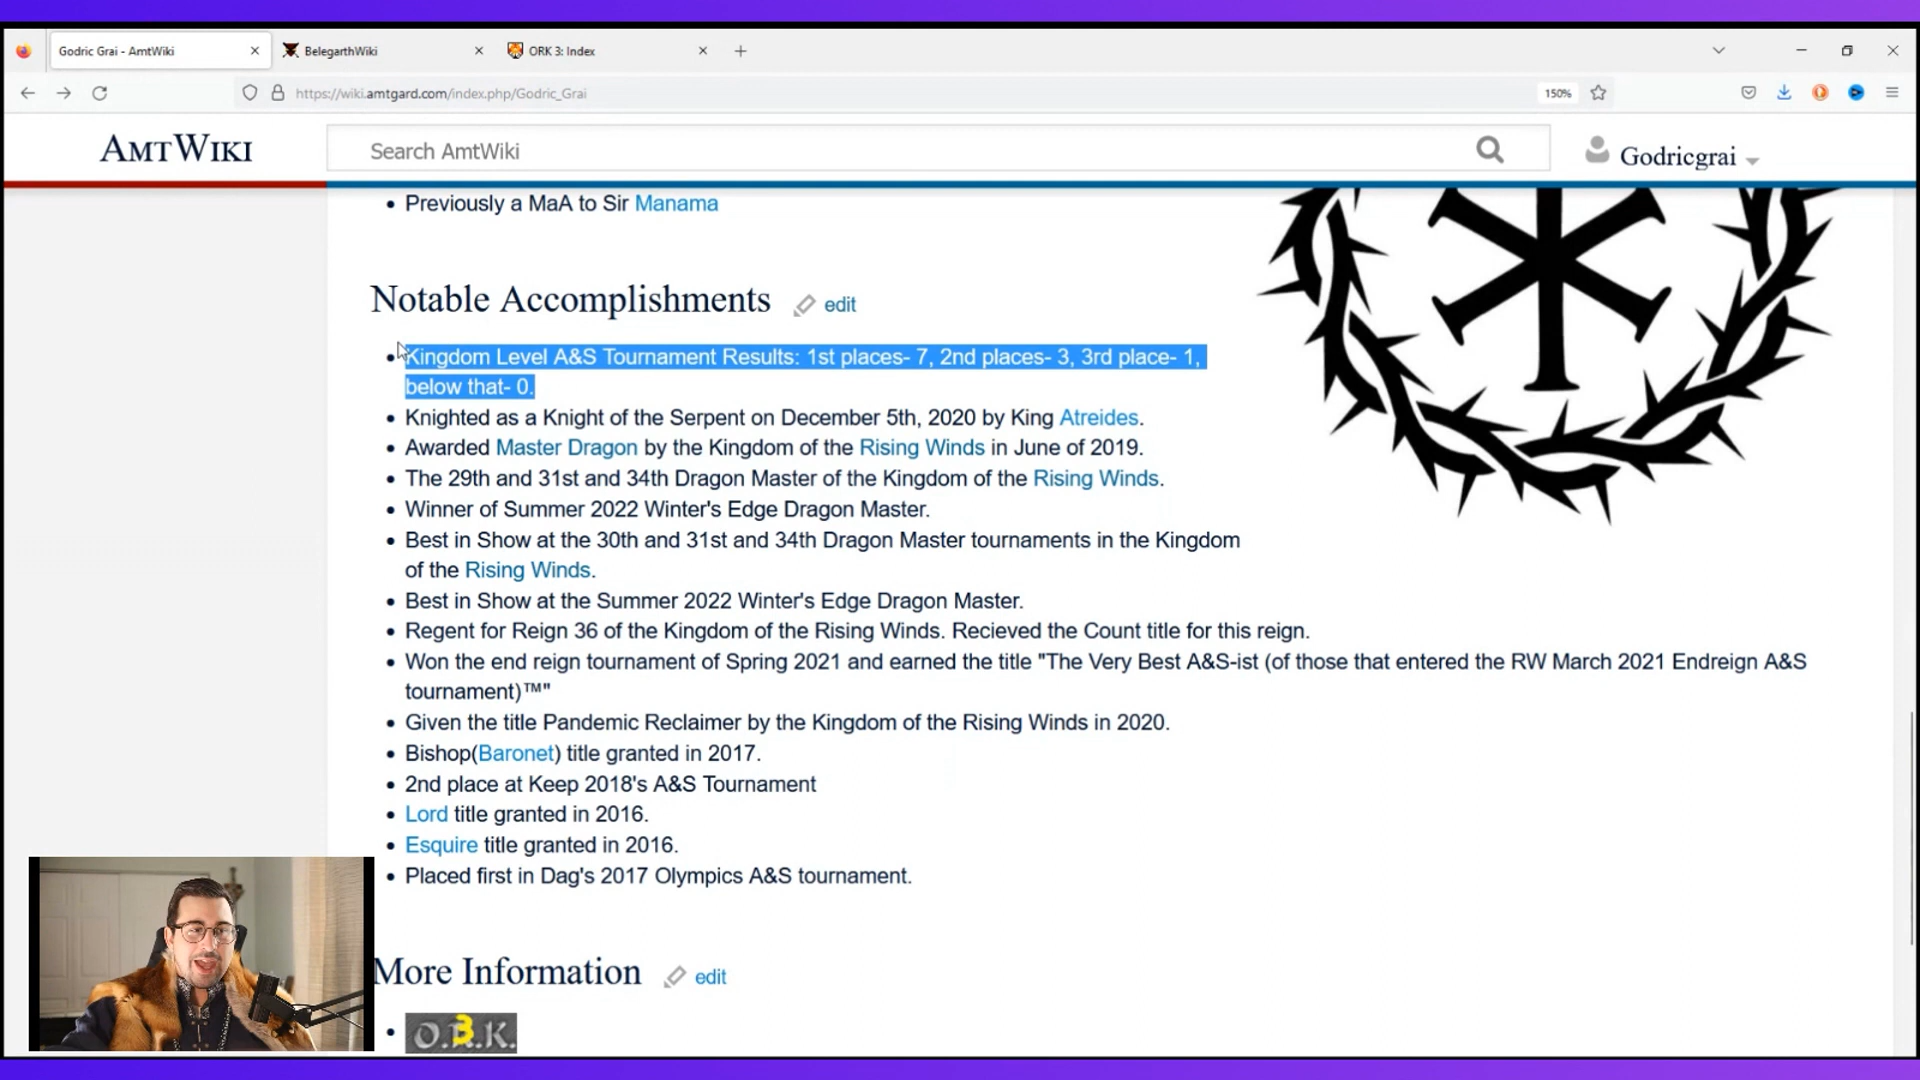 Godric Grai - AmtWiki
BelegarthWiki
ORK 3: Index
https://wiki.amtgard.com/index.php/Godric_Grai
150%
AMTWIKI
Search AmtWiki
Godricgrai
Previously a MaA to Sir Manama
Notable Accomplishments
edit
Kingdom Level A&S Tournament Results: 1st places- 7, 2nd places- 3, 3rd place- 1,
below that- 0.
Knighted as a Knight of the Serpent on December 5th, 2020 by King Atreides.
Awarded Master Dragon by the Kingdom of the Rising Winds in June of 2019.
The 29th and 31st and 34th Dragon Master of the Kingdom of the Rising Winds.
Winner of Summer 2022 Winter's Edge Dragon Master.
Best in Show at the 30th and 31st and 34th Dragon Master tournaments in the Kingdom
of the Rising Winds.
Best in Show at the Summer 2022 Winter's Edge Dragon Master.
Regent for Reign 36 of the Kingdom of the Rising Winds. Recieved the Count title for this reign.
Won the end reign tournament of Spring 2021 and earned the title "The Very Best A&S-ist (of those that entered the RW March 2021 Endreign A&S
tournament)™"
Given the title Pandemic Reclaimer by the Kingdom of the Rising Winds in 2020.
Bishop(Baronet) title granted in 2017.
2nd place at Keep 2018's A&S Tournament
Lord title granted in 2016.
Esquire title granted in 2016.
Placed first in Dag's 2017 Olympics A&S tournament.
More Information
edit
O.R.K. 3